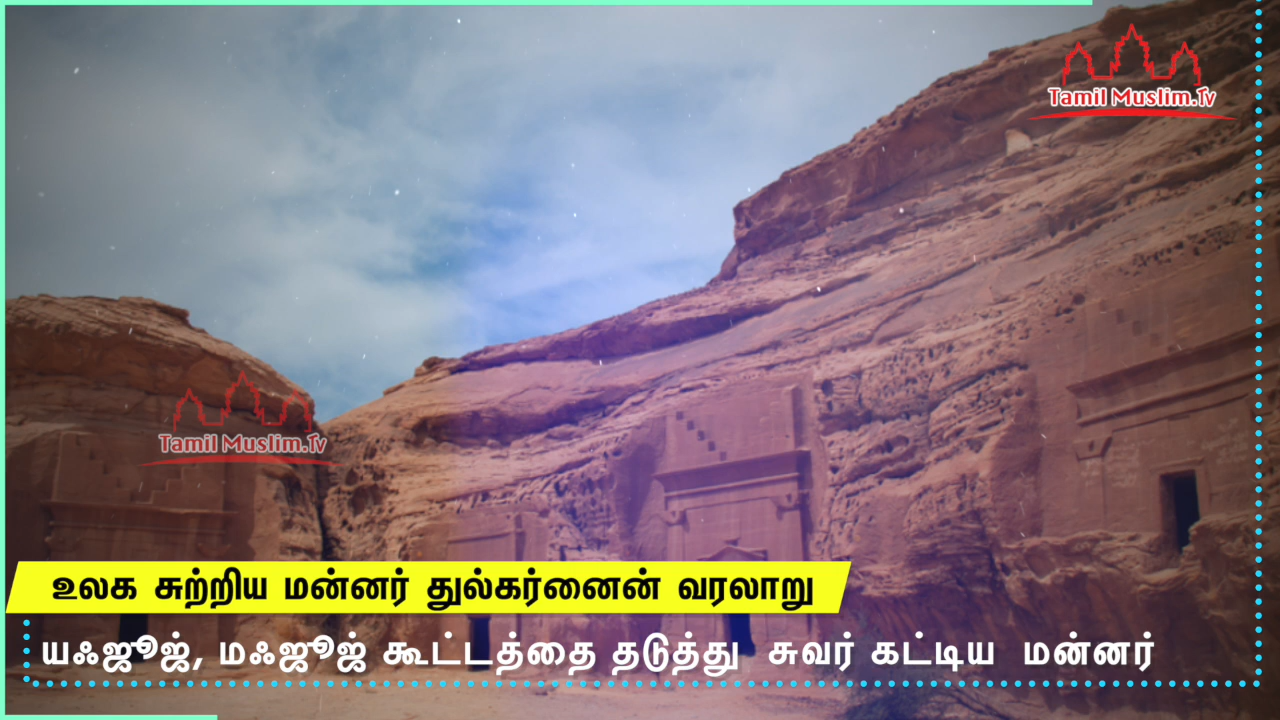 Tamil Muslim.Tv
Tamil Muslim.Tv
உலக சுற்றிய மன்னர் துல்கர்னைன் வரலாறு
யஃஜூஜ், மஃஜூஜ் கூட்டத்தை தடுத்து சுவர் கட்டிய மன்னர்